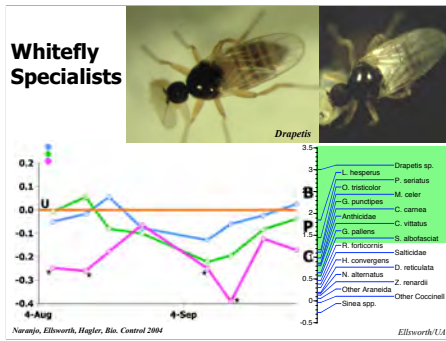 Whitefly
Specialists
Drapetis
0.2
0.1
0.0
-0.1
-0.2
-0.3
-0.4
U
B
P
C
*
*
*
*
4-Aug
4-Sep
3.5
3
2.5
2
1.5
1
0.5
0
-0.5
Drapetis sp.
L. hesperus
P. seriatus
O. tristicolor
M. celer
G. punctipes
C. carnea
Anthicidae
C. vittatus
G. pallens
S. albofasciat
R. forticornis
Salticidae
H. convergens
D. reticulata
N. alternatus
Z. renardii
Other Araneida
Other Coccinell
Sinea spp.
Naranjo, Ellsworth, Hagler, Bio. Control 2004
Ellsworth/UA